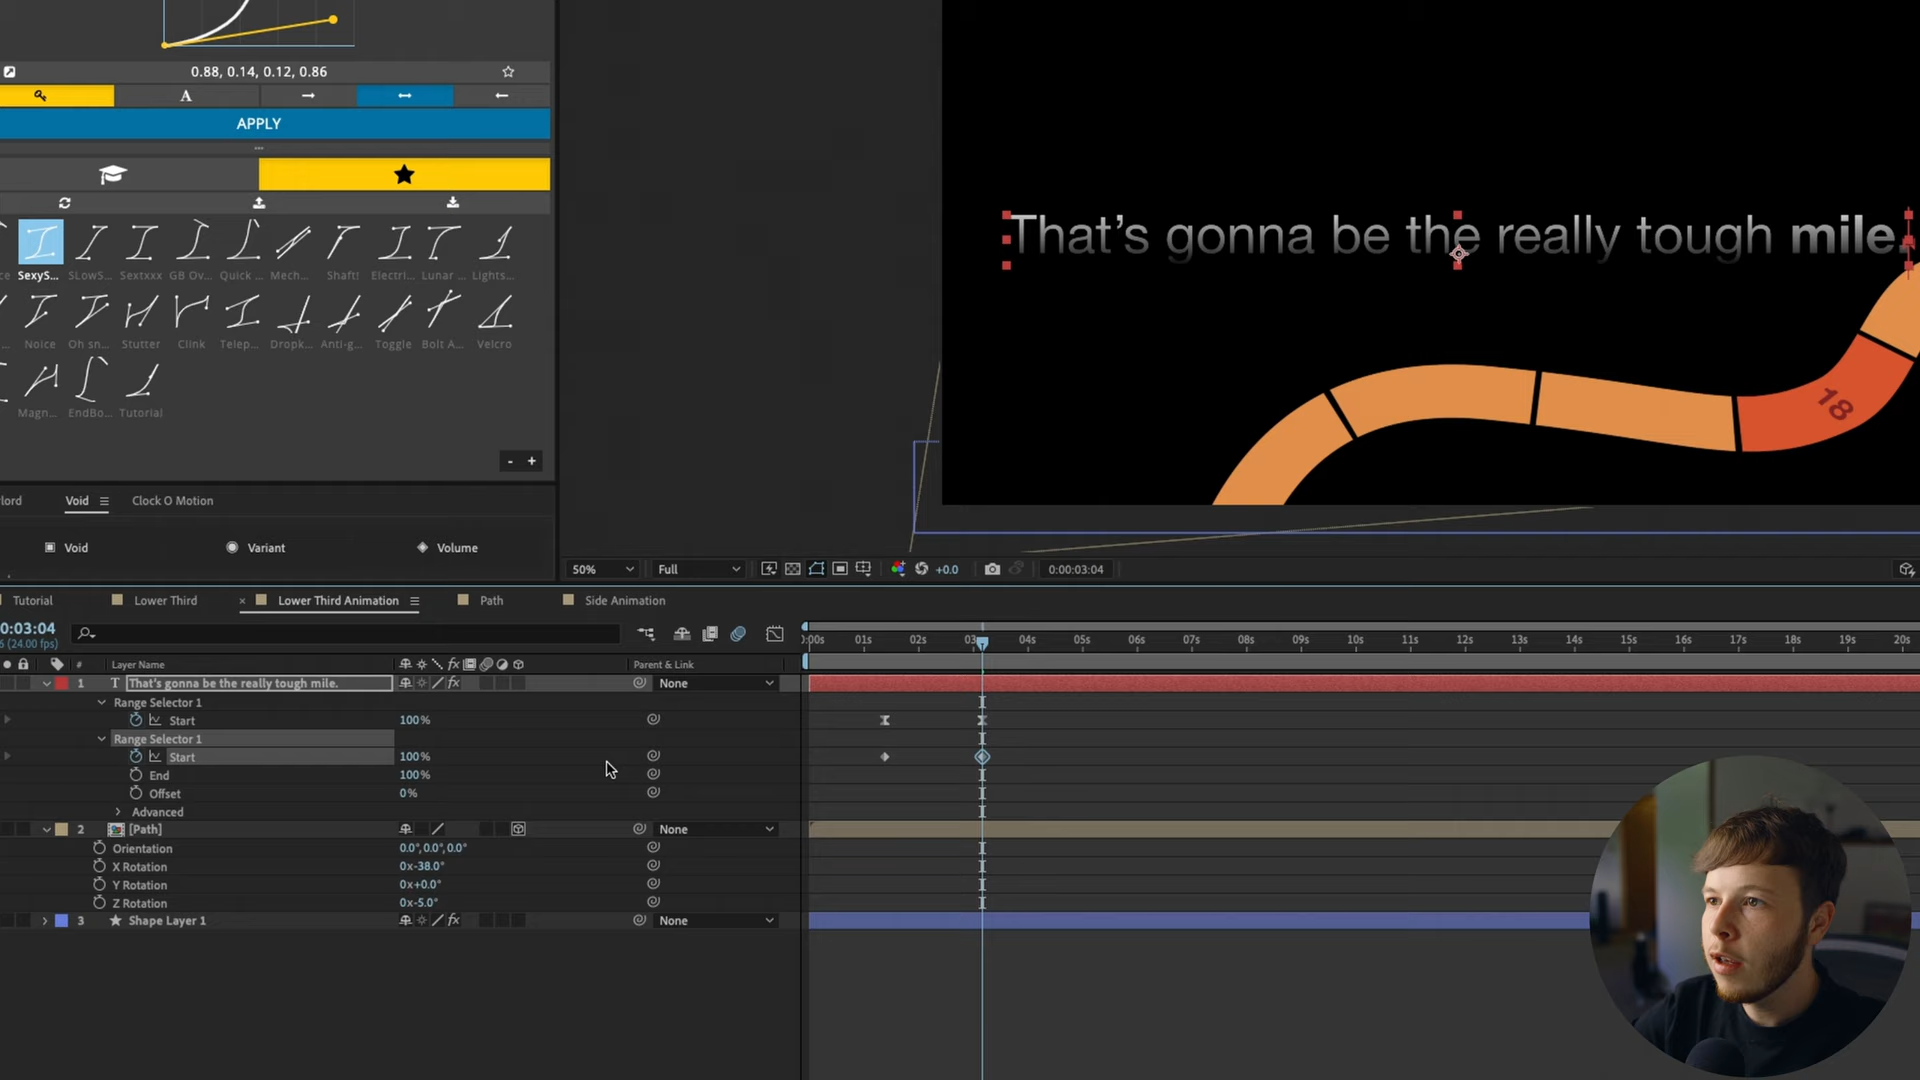 0.88, 0.14, 0.12, 0.86
A
APPLY
SexyS... SLowS... Sextxxx GB Ov... Quick ... Mech... Shaft! Electri... Lunar ... Lights...
Noice Oh sn... Stutter Clink Telep... Dropk... Anti-g... Toggle Bolt A... Velcro
Magn... EndBo... Tutorial
- +
lord Void Clock O Motion
Void Variant Volume
That's gonna be the really tough mile.
18
50% Full +0.0 0:00:03:04
Tutorial × Lower Third Lower Third Animation Path Side Animation
0:03:04
6 (24.00 fps)
0:00s 01s 02s 03s 04s 05s 06s 07s 08s 09s 10s 11s 12s 13s 14s 15s 16s 17s 18s 19s 20s
# Layer Name fx Parent & Link
1 T That's gonna be the really tough mile. fx None
Range Selector 1
Start 100%
Range Selector 1
Start 100%
End 100%
Offset 0%
Advanced
2 [Path] None
Orientation 0.0°,0.0°,0.0°
X Rotation 0x-38.0°
Y Rotation 0x+0.0°
Z Rotation 0x-5.0°
3 Shape Layer 1 fx None